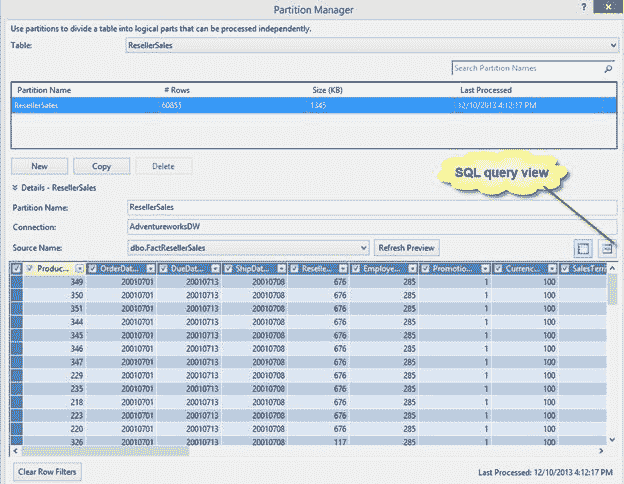 Partition Manager
? x
Use partitions to divide a table into logical parts that can be processed independently.
Table: ResellerSales
Search Partition Names
Partition Name # Rows Size (KB) Last Processed
ResellerSales 60855 1345 12/10/2013 4:12:17 PM
New Copy Delete
SQL query view
Details - ResellerSales
Partition Name: ResellerSales
Connection: AdventureworksDW
Source Name: dbo.FactResellerSales Refresh Preview
Produc... OrderDat... DueDat... ShipDat... Reselle... Employe... Promotio... Currenc... SalesTerri
349 20010701 20010713 20010708 676 285 1 100
350 20010701 20010713 20010708 676 285 1 100
351 20010701 20010713 20010708 676 285 1 100
344 20010701 20010713 20010708 676 285 1 100
345 20010701 20010713 20010708 676 285 1 100
346 20010701 20010713 20010708 676 285 1 100
347 20010701 20010713 20010708 676 285 1 100
229 20010701 20010713 20010708 676 285 1 100
235 20010701 20010713 20010708 676 285 1 100
218 20010701 20010713 20010708 676 285 1 100
223 20010701 20010713 20010708 676 285 1 100
220 20010701 20010713 20010708 676 285 1 100
326 20010701 20010713 20010708 117 285 1 100
Clear Row Filters Last Processed: 12/10/2013 4:12:17 PM